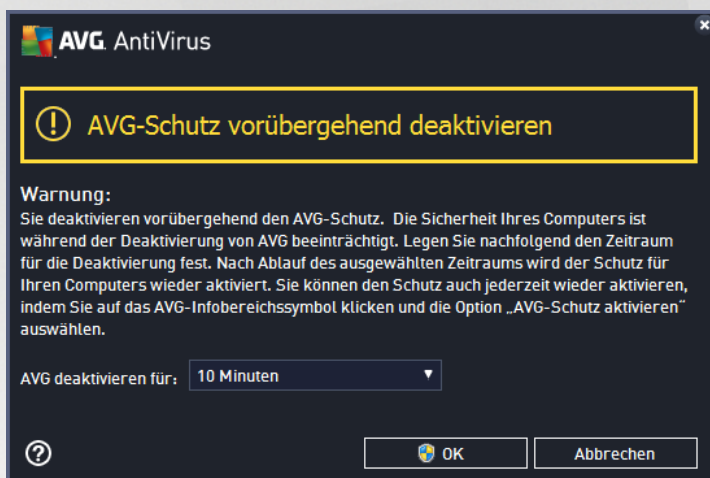 AVG. AntiVirus
AVG-Schutz vorübergehend deaktivieren
Warnung:
Sie deaktivieren vorübergehend den AVG-Schutz. Die Sicherheit Ihres Computers ist
während der Deaktivierung von AVG beeinträchtigt. Legen Sie nachfolgend den Zeitraum
für die Deaktivierung fest. Nach Ablauf des ausgewählten Zeitraums wird der Schutz für
Ihren Computers wieder aktiviert. Sie können den Schutz auch jederzeit wieder aktivieren,
indem Sie auf das AVG-Infobereichssymbol klicken und die Option „AVG-Schutz aktivieren“
auswählen.
AVG deaktivieren für: 10 Minuten
OK Abbrechen